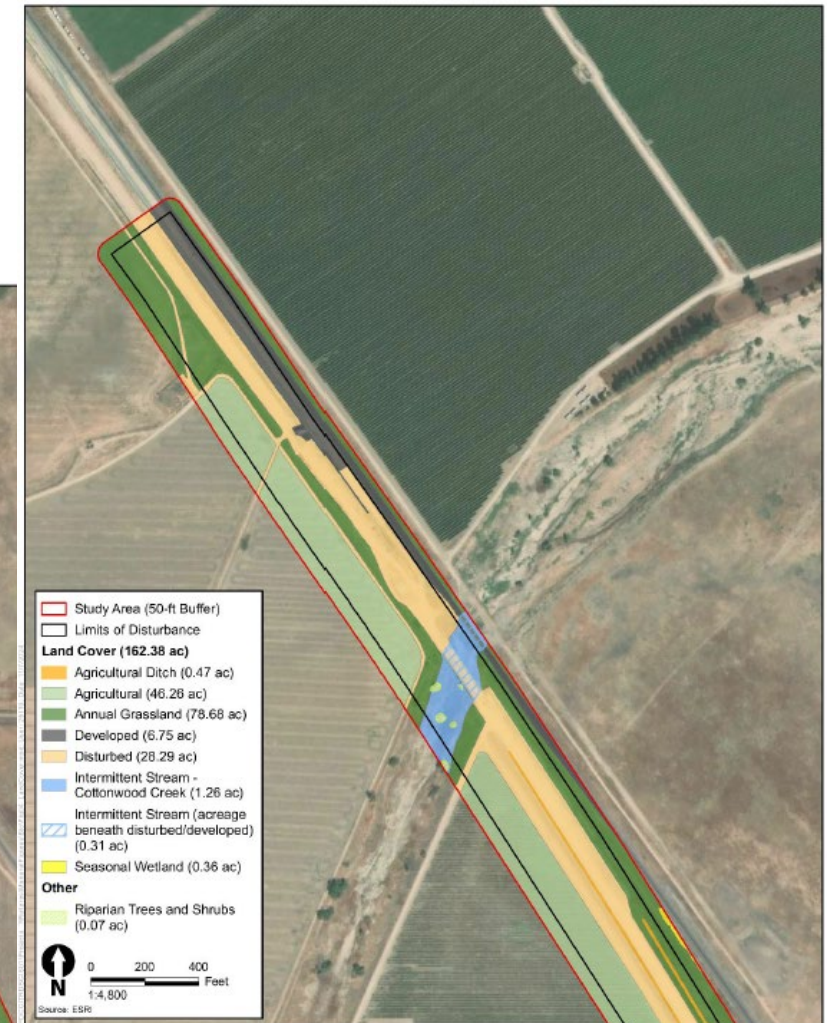 Study Area (50-ft Buffer)
Limits of Disturbance
Land Cover (162.38 ac)
Agricultural Ditch (0.47 ac)
Agricultural (46.26 ac)
Annual Grassland (78.68 ac)
Developed (6.75 ac)
Disturbed (28.29 ac)
Intermittent Stream -
Cottonwood Creek (1.26 ac)
Intermittent Stream (acreage
beneath disturbed/developed)
(0.31 ac)
Seasonal Wetland (0.36 ac)
Other
Riparian Trees and Shrubs
(0.07 ac)
N
0 200 400
Feet
1:4,800
Source: ESRI